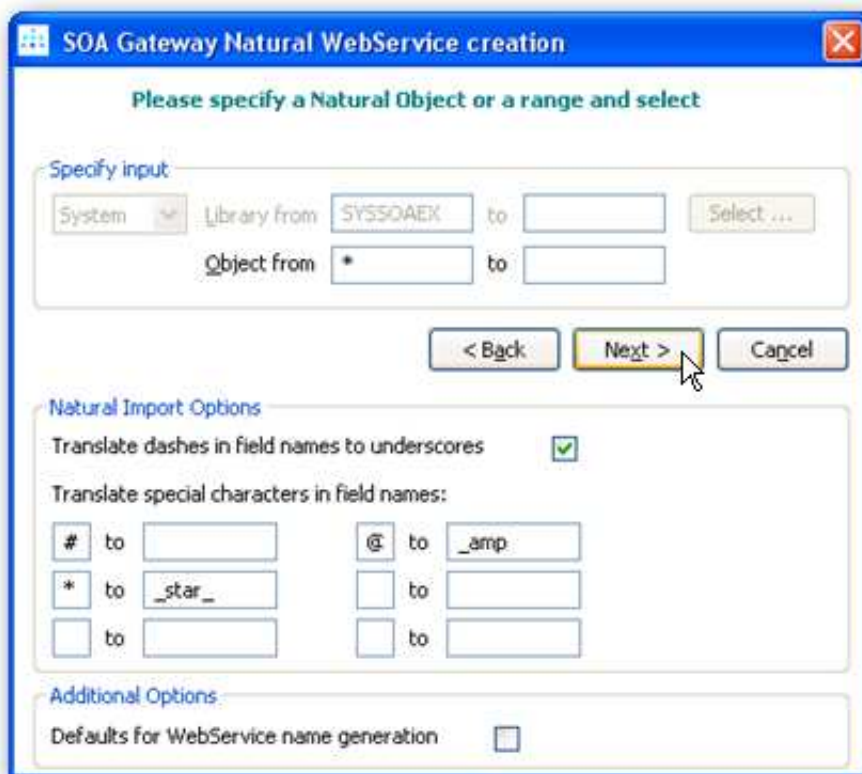 SOA Gateway Natural WebService creation
Please specify a Natural Object or a range and select
Specify input
System Library from SYSSOAEX to Select ...
Object from * to
< Back Next > Cancel
Natural Import Options
Translate dashes in field names to underscores
Translate special characters in field names:
# to @ to _amp
* to _star_ to
to to
Additional Options
Defaults for WebService name generation